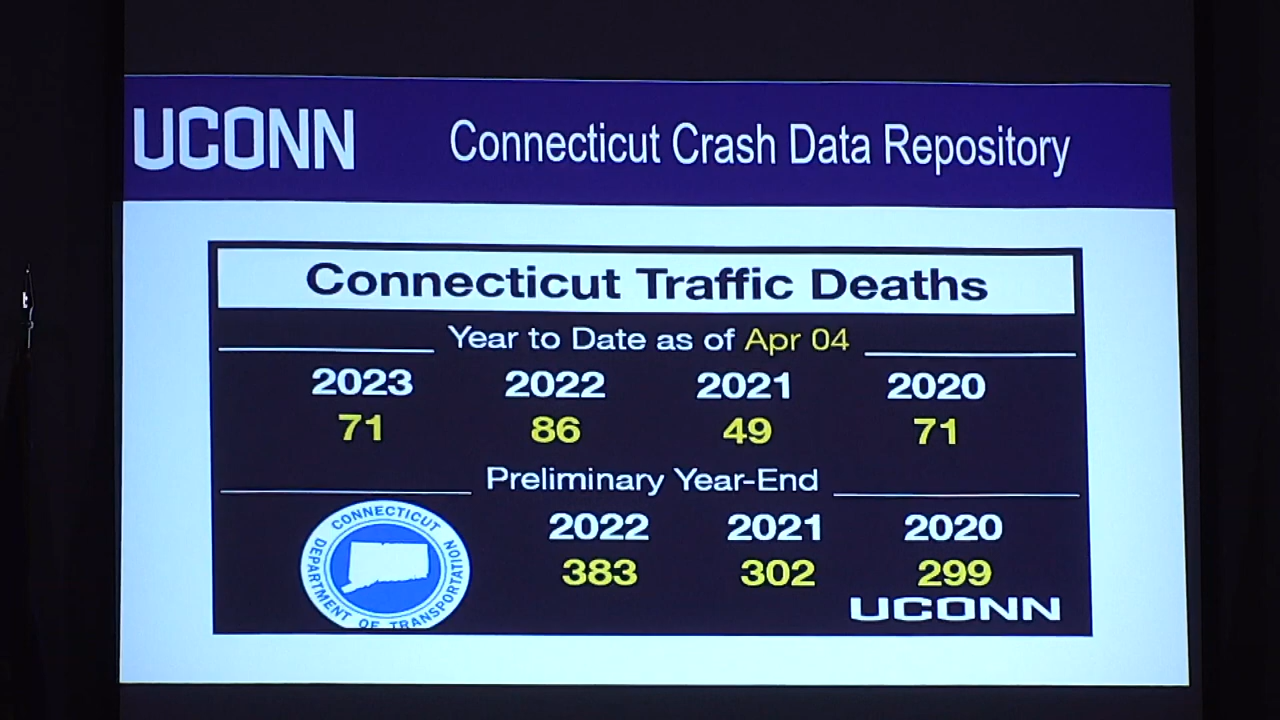 UCONN
Connecticut Crash Data Repository
Connecticut Traffic Deaths
Year to Date as of Apr 04
2023 2022 2021 2020
71 86 49 71
Preliminary Year-End
2022 2021 2020
383 302 299
CONNECTICUT
DEPARTMENT OF TRANSPORTATION
UCONN